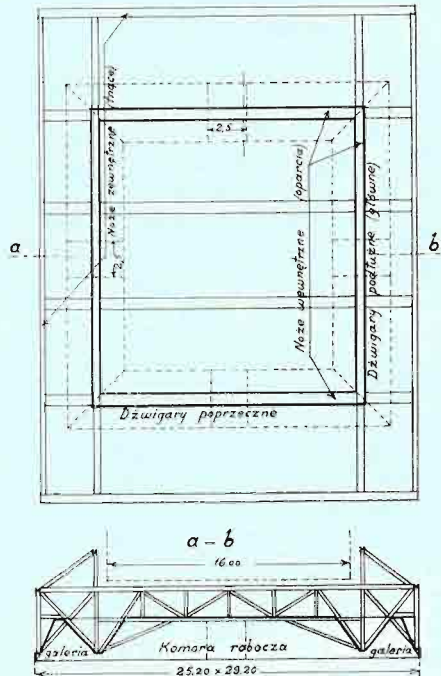 Noże zewnętrzne (tnące)
2,5
Noże wewnętrzne (oparcia)
Dźwigary podłużne (główne)
a
b
2,5
Dźwigary poprzeczne
a - b
16.00
galeria
Komora robocza
galeria
25.20 x 29.20